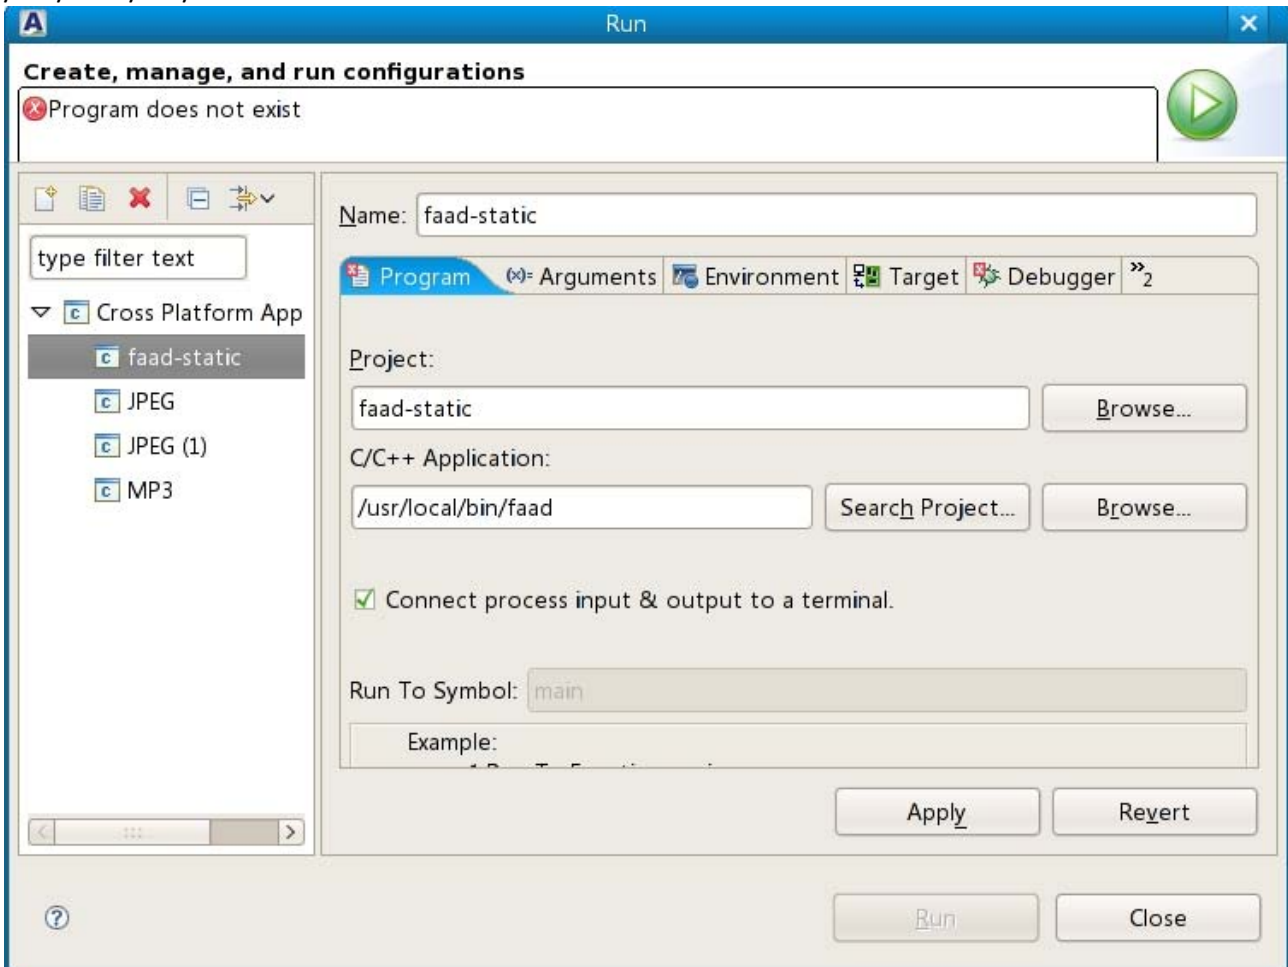 Run
Create, manage, and run configurations
Program does not exist
type filter text
Cross Platform App
faad-static
JPEG
JPEG (1)
MP3
Name: faad-static
Program (x)= Arguments Environment Target Debugger »2
Project:
faad-static Browse...
C/C++ Application:
/usr/local/bin/faad Search Project... Browse...
Connect process input & output to a terminal.
Run To Symbol: main
Example:
Apply Revert
Run Close